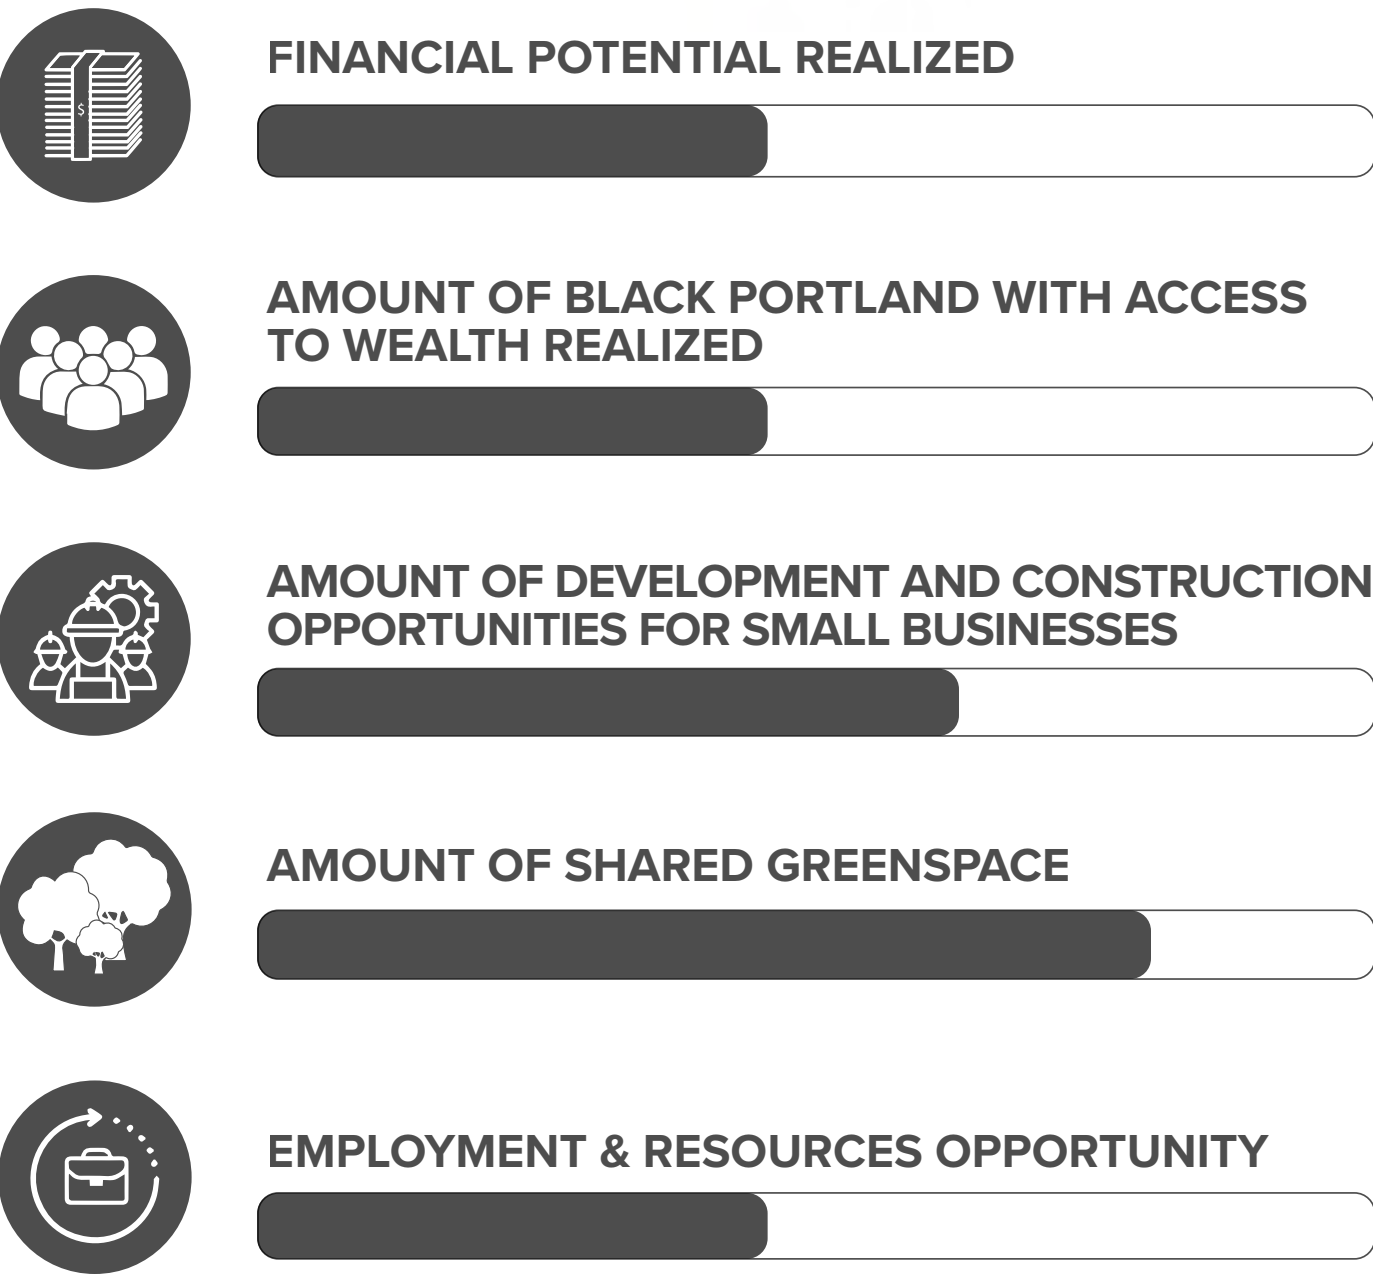 FINANCIAL POTENTIAL REALIZED
$
AMOUNT OF BLACK PORTLAND WITH ACCESS
TO WEALTH REALIZED
AMOUNT OF DEVELOPMENT AND CONSTRUCTION
OPPORTUNITIES FOR SMALL BUSINESSES
AMOUNT OF SHARED GREENSPACE
EMPLOYMENT & RESOURCES OPPORTUNITY